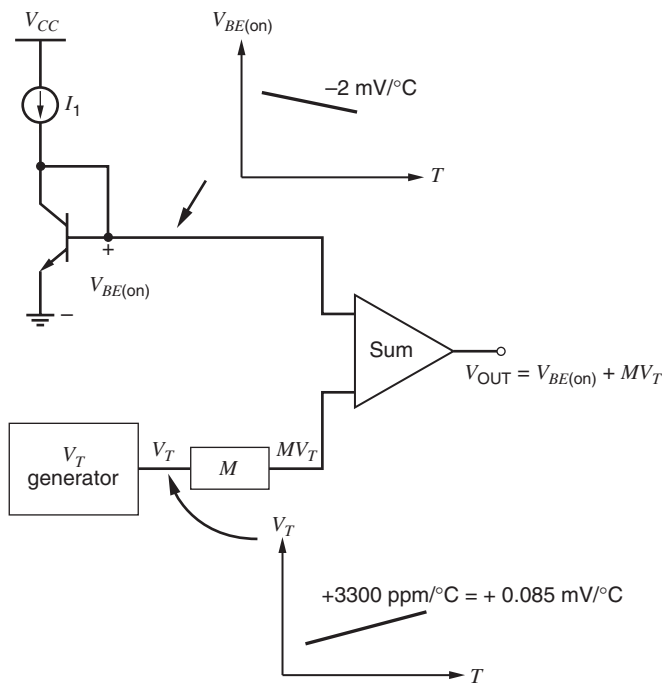 V_CC
V_BE(on)
–2 mV/°C
I_1
T
+
V_BE(on)
–
Sum
V_OUT = V_BE(on) + MV_T
V_T
generator
V_T
M
MV_T
V_T
+3300 ppm/°C = + 0.085 mV/°C
T